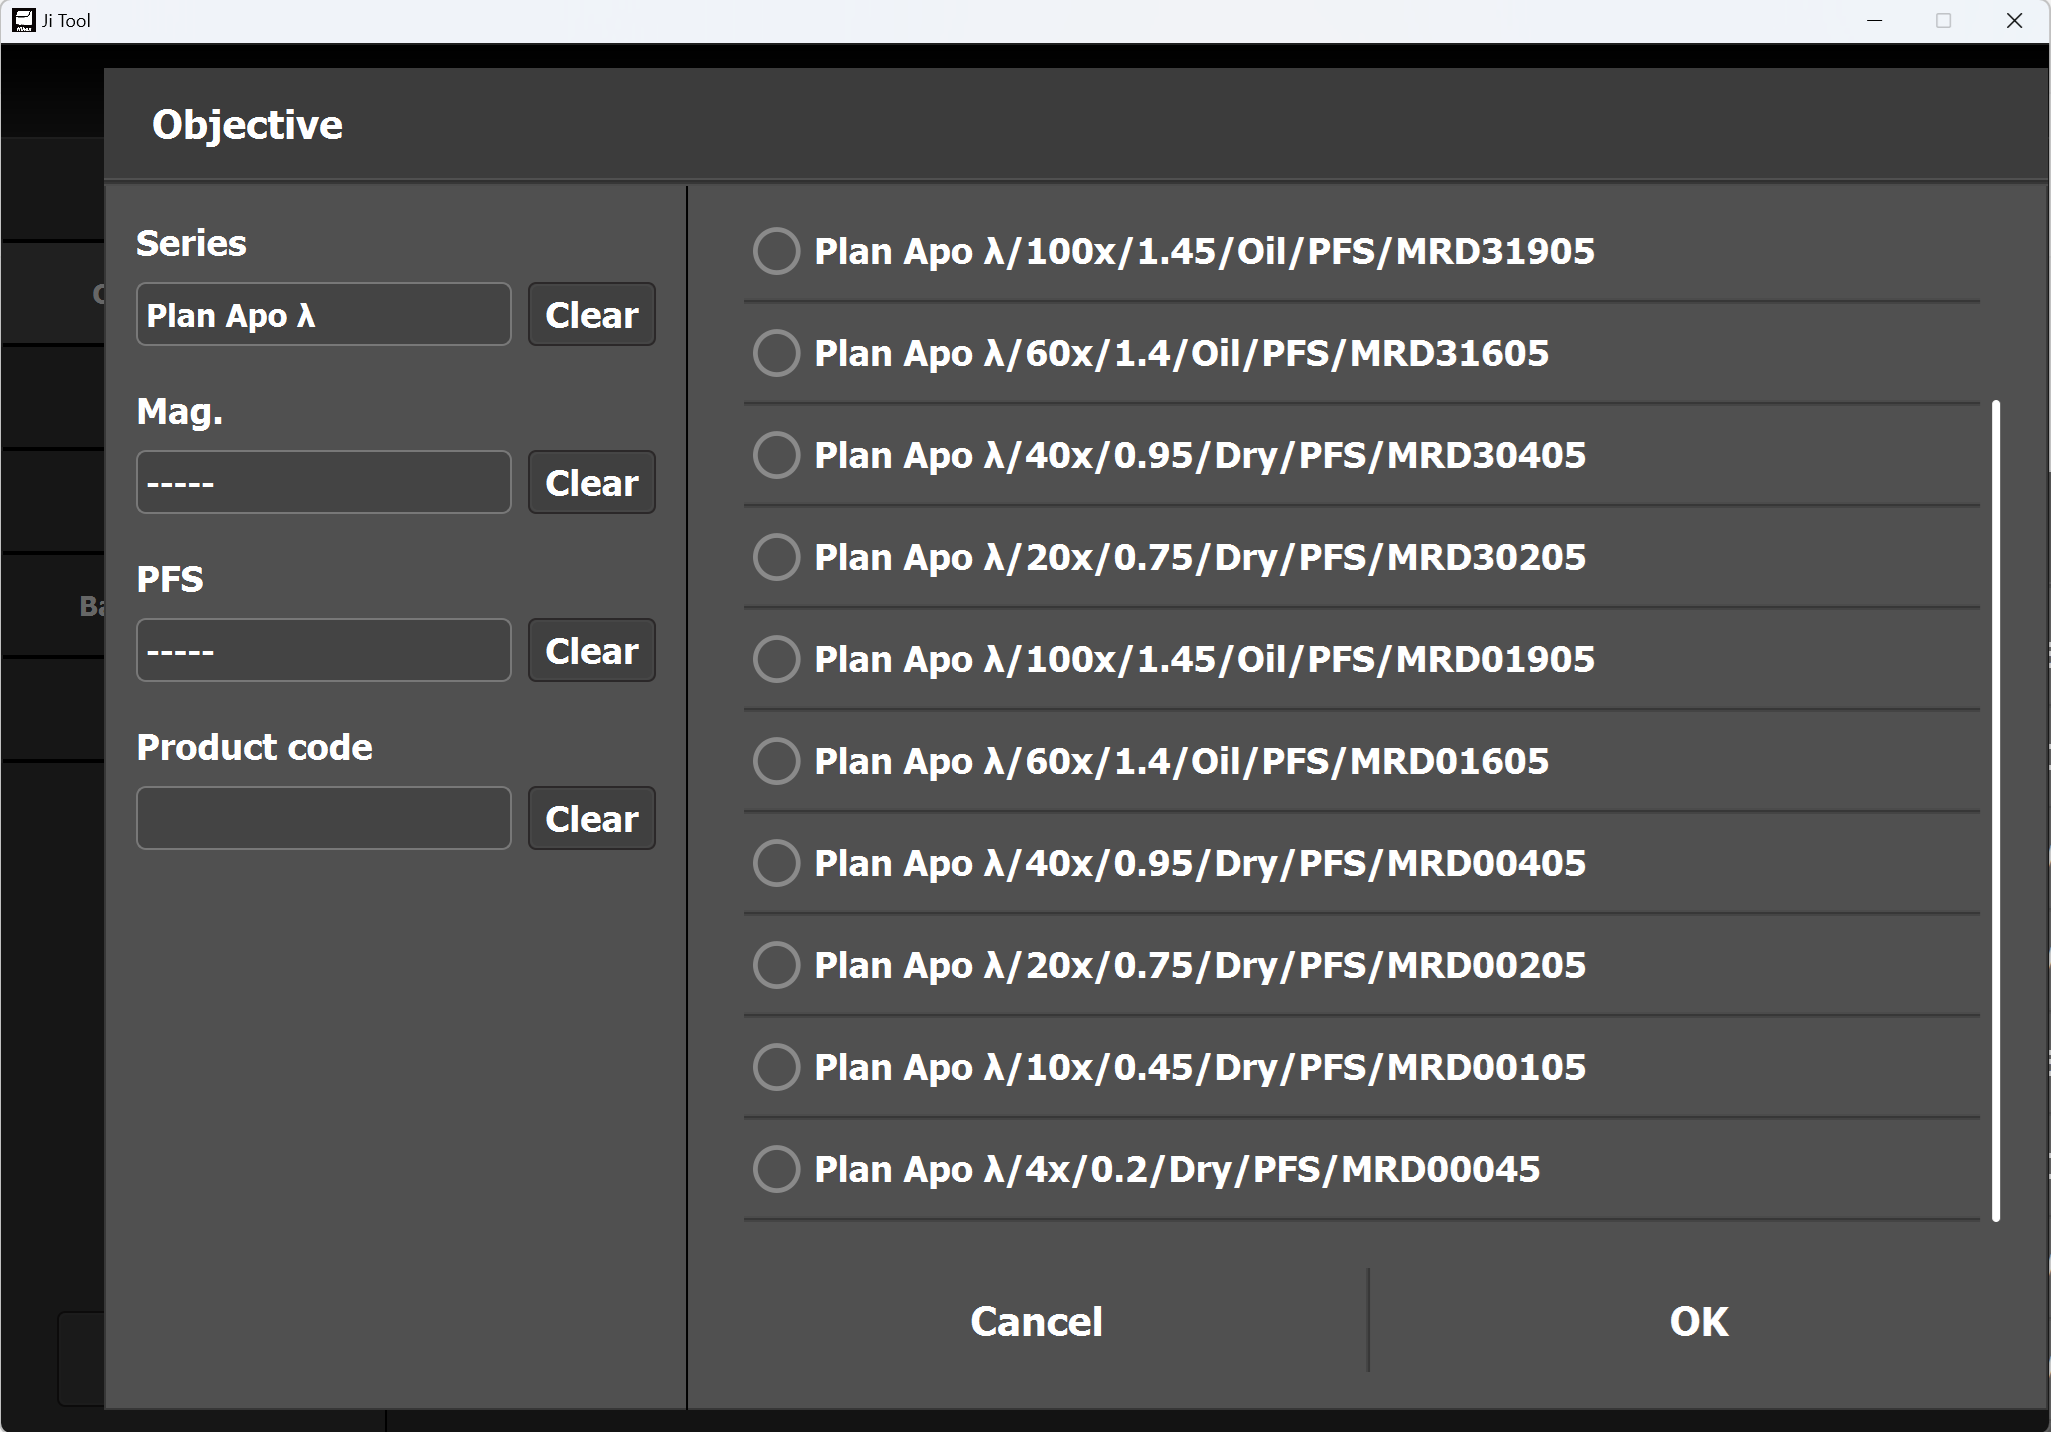 Ji Tool
Objective
Series
Plan Apo λ
Clear
Mag.
-----
Clear
PFS
-----
Clear
Product code
Clear
Plan Apo λ/100x/1.45/Oil/PFS/MRD31905
Plan Apo λ/60x/1.4/Oil/PFS/MRD31605
Plan Apo λ/40x/0.95/Dry/PFS/MRD30405
Plan Apo λ/20x/0.75/Dry/PFS/MRD30205
Plan Apo λ/100x/1.45/Oil/PFS/MRD01905
Plan Apo λ/60x/1.4/Oil/PFS/MRD01605
Plan Apo λ/40x/0.95/Dry/PFS/MRD00405
Plan Apo λ/20x/0.75/Dry/PFS/MRD00205
Plan Apo λ/10x/0.45/Dry/PFS/MRD00105
Plan Apo λ/4x/0.2/Dry/PFS/MRD00045
Cancel
OK